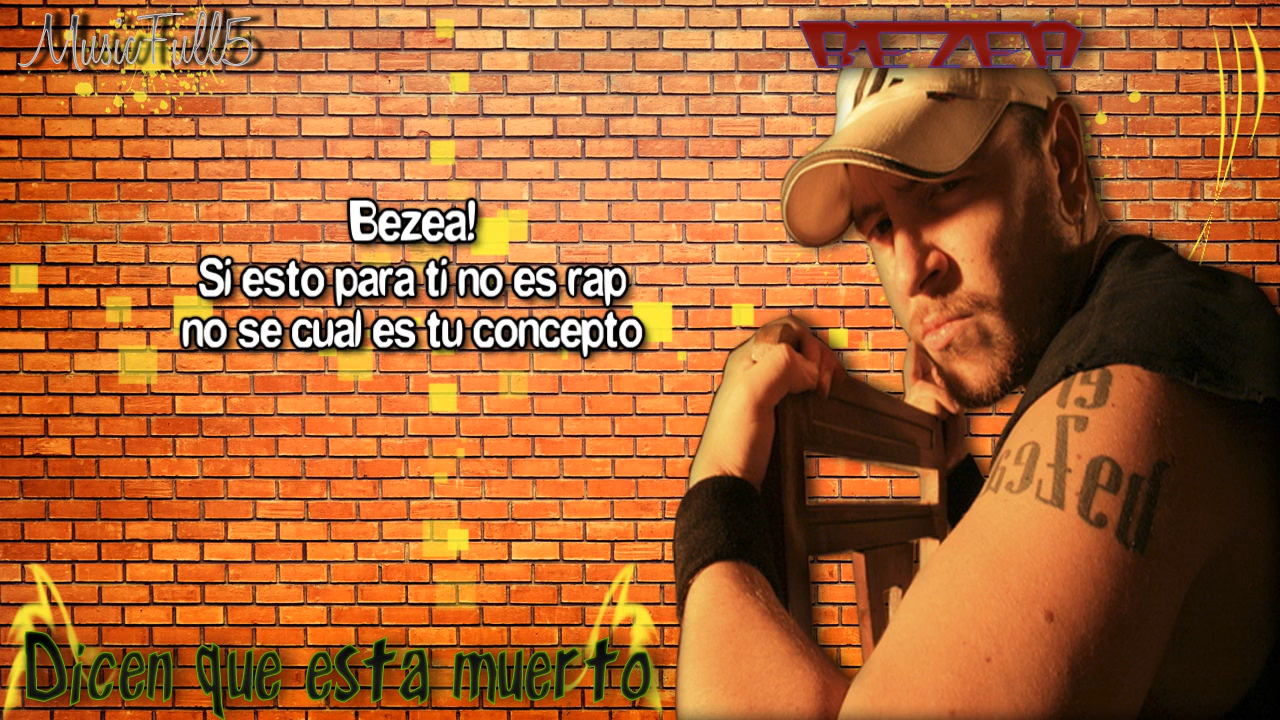 MusicFull5
BEZEA
Bezea!
Si esto para ti no es rap
no se cual es tu concepto
Dicen que esta muerto